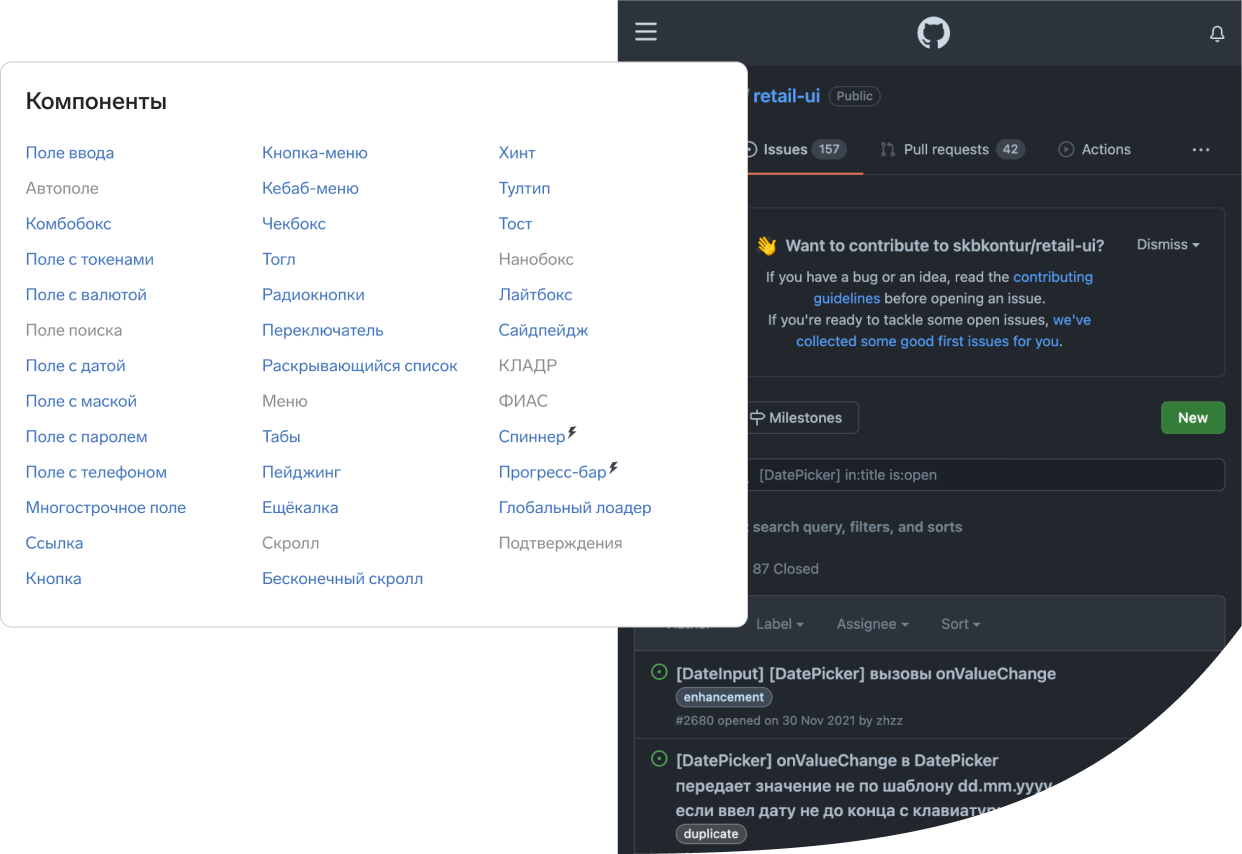 Компоненты
Поле ввода
Автополе
Комбобокс
Поле с токенами
Поле с валютой
Поле поиска
Поле с датой
Поле с маской
Поле с паролем
Поле с телефоном
Многострочное поле
Ссылка
Кнопка
Кнопка-меню
Кебаб-меню
Чекбокс
Тогл
Радиокнопки
Переключатель
Раскрывающийся список
Меню
Табы
Пейджинг
Ещёкалка
Скролл
Бесконечный скролл
Хинт
Тултип
Тост
Нанобокс
Лайтбокс
Сайдпейдж
КЛАДР
ФИАС
Спиннер
Прогресс-бар
Глобальный лоадер
Подтверждения
/ retail-ui Public
Issues 157 Pull requests 42 Actions
👋 Want to contribute to skbkontur/retail-ui? Dismiss
If you have a bug or an idea, read the contributing
guidelines before opening an issue.
If you're ready to tackle some open issues, we've
collected some good first issues for you.
Milestones New
[DatePicker] in:title is:open
search query, filters, and sorts
87 Closed
Label Assignee Sort
[DateInput] [DatePicker] вызовы onValueChange
enhancement
#2680 opened on 30 Nov 2021 by zhzz
[DatePicker] onValueChange в DatePicker
передает значение не по шаблону dd.mm.yyyy
если ввел дату не до конца с
duplicate